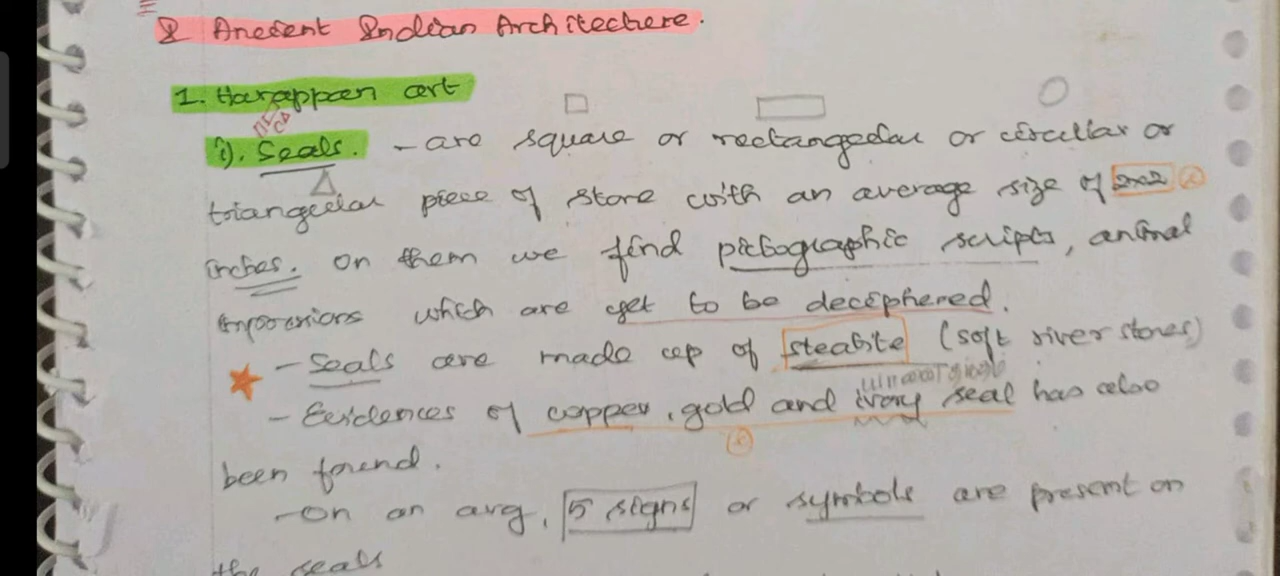 & Ancient Indian Architecture.
1. Harappan art
i). Seals. - are square or rectangular or circular or
triangular piece of stone with an average size of 2x2
inches. On them we find pictographic scripts, animal
impressions which are yet to be deciphered.
- Seals are made up of steatite (soft river stones)
- Evidences of copper, gold and ivory seal has also
been found.
- On an avg, 5 signs or symbols are present on
the seals